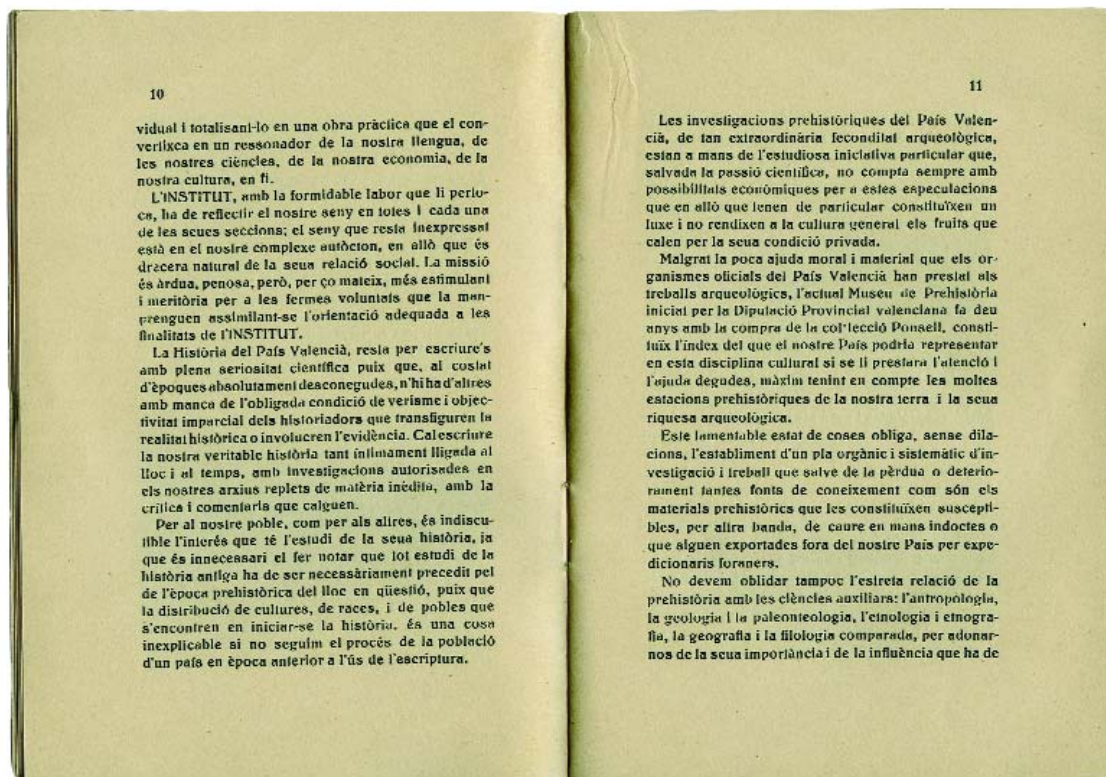 10
vidual i totalisant-lo en una obra pràctica que el con-
vertixca en un ressonador de la nostra llengua, de
les nostres ciències, de la nostra economia, de la
nostra cultura, en fi.
L'INSTITUT, amb la formidable labor que li perto-
ca, ha de reflectir el nostre seny en totes i cada una
de les seues seccions; el seny que resta inexpressat
està en el nostre complexe autòcton, en allò que és
drecera natural de la seua relació social. La missió
és àrdua, penosa, però, per ço mateix, més estimulant
i meritòria per a les fermes voluntats que la man-
prenguen assimilant-se l'orientació adequada a les
finalitats de l'INSTITUT.
La Història del País Valencià, resta per escriure's
amb plena seriositat científica puix que, al costat
d'èpoques absolutament desconegudes, n'hi ha d'altres
amb manca de l'obligada condició de verisme i objec-
tivitat imparcial dels historiadors que transfiguren la
realitat històrica o involucren l'evidència. Cal escriure
la nostra veritable història tant íntimament lligada al
lloc i al temps, amb investigacions autorisades en
els nostres arxius replets de matèria inèdita, amb la
crítica i comentaris que calguen.
Per al nostre poble, com per als altres, és indiscu-
tible l'interés que té l'estudi de la seua història, ja
que és innecessari el fer notar que tot estudi de la
història antiga ha de ser necessàriament precedit pel
de l'època prehistòrica del lloc en qüestió, puix que
la distribució de cultures, de races, i de pobles que
s'encontren en iniciar-se la història, és una cosa
inexplicable si no seguim el procés de la població
d'un país en època anterior a l'ús de l'escriptura.
11
Les investigacions prehistòriques del País Valen-
cià, de tan extraordinària feconditat arqueològica,
estan a mans de l'estudiosa iniciativa particular que,
salvada la passió científica, no compta sempre amb
possibilitats econòmiques per a estes especulacions
que en allò que tenen de particular constituïxen un
luxe i no rendixen a la cultura general els fruits que
calen per la seua condició privada.
Malgrat la poca ajuda moral i material que els or-
ganismes oficials del País Valencià han prestat als
treballs arqueològics, l'actual Museu de Prehistòria
inicial per la Diputació Provincial valenciana fa deu
anys amb la compra de la col·lecció Ponsell, consti-
tuïx l'índex del que el nostre País podria representar
en esta disciplina cultural si se li prestara l'atenció i
l'ajuda degudes, màxim tenint en compte les moltes
estacions prehistòriques de la nostra terra i la seua
riquesa arqueològica.
Este lamentable estat de coses obliga, sense dila-
cions, l'establiment d'un pla orgànic i sistemàtic d'in-
vestigació i treball que salve de la pèrdua o deterio-
rament tantes fonts de coneixement com són els
materials prehistòrics que les constituïxen suscepti-
bles, per altra banda, de caure en mans indoctes o
que siguen exportades fora del nostre País per expe-
dicionaris foraners.
No devem oblidar tampoc l'estreta relació de la
prehistòria amb les ciències auxiliars: l'antropologia,
la geologia i la paleonteologia, l'etnologia i etnogra-
fia, la geografia i la filologia comparada, per adonar-
nos de la seua importància i de la influència que ha de